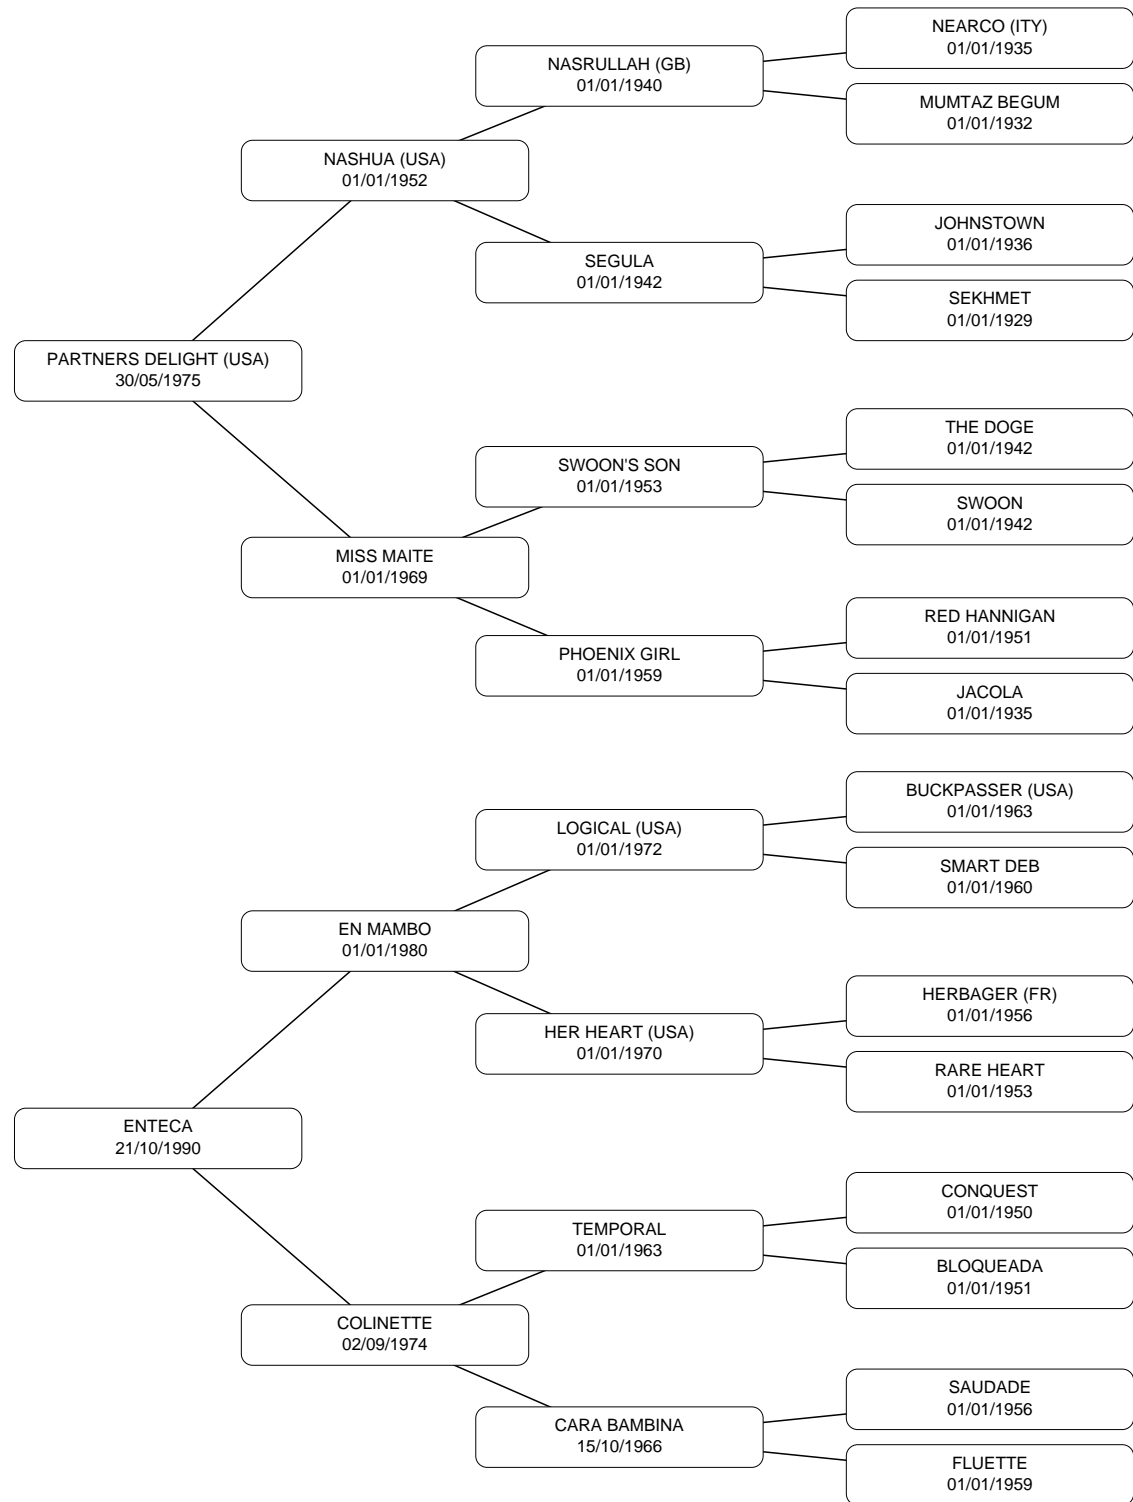 NEARCO (ITY)
01/01/1935
NASRULLAH (GB)
01/01/1940
MUMTAZ BEGUM
01/01/1932
NASHUA (USA)
01/01/1952
JOHNSTOWN
01/01/1936
SEGULA
01/01/1942
SEKHMET
01/01/1929
PARTNERS DELIGHT (USA)
30/05/1975
THE DOGE
01/01/1942
SWOON'S SON
01/01/1953
SWOON
01/01/1942
MISS MAITE
01/01/1969
RED HANNIGAN
01/01/1951
PHOENIX GIRL
01/01/1959
JACOLA
01/01/1935
BUCKPASSER (USA)
01/01/1963
LOGICAL (USA)
01/01/1972
SMART DEB
01/01/1960
EN MAMBO
01/01/1980
HERBAGER (FR)
01/01/1956
HER HEART (USA)
01/01/1970
RARE HEART
01/01/1953
ENTECA
21/10/1990
CONQUEST
01/01/1950
TEMPORAL
01/01/1963
BLOQUEADA
01/01/1951
COLINETTE
02/09/1974
SAUDADE
01/01/1956
CARA BAMBINA
15/10/1966
FLUETTE
01/01/1959